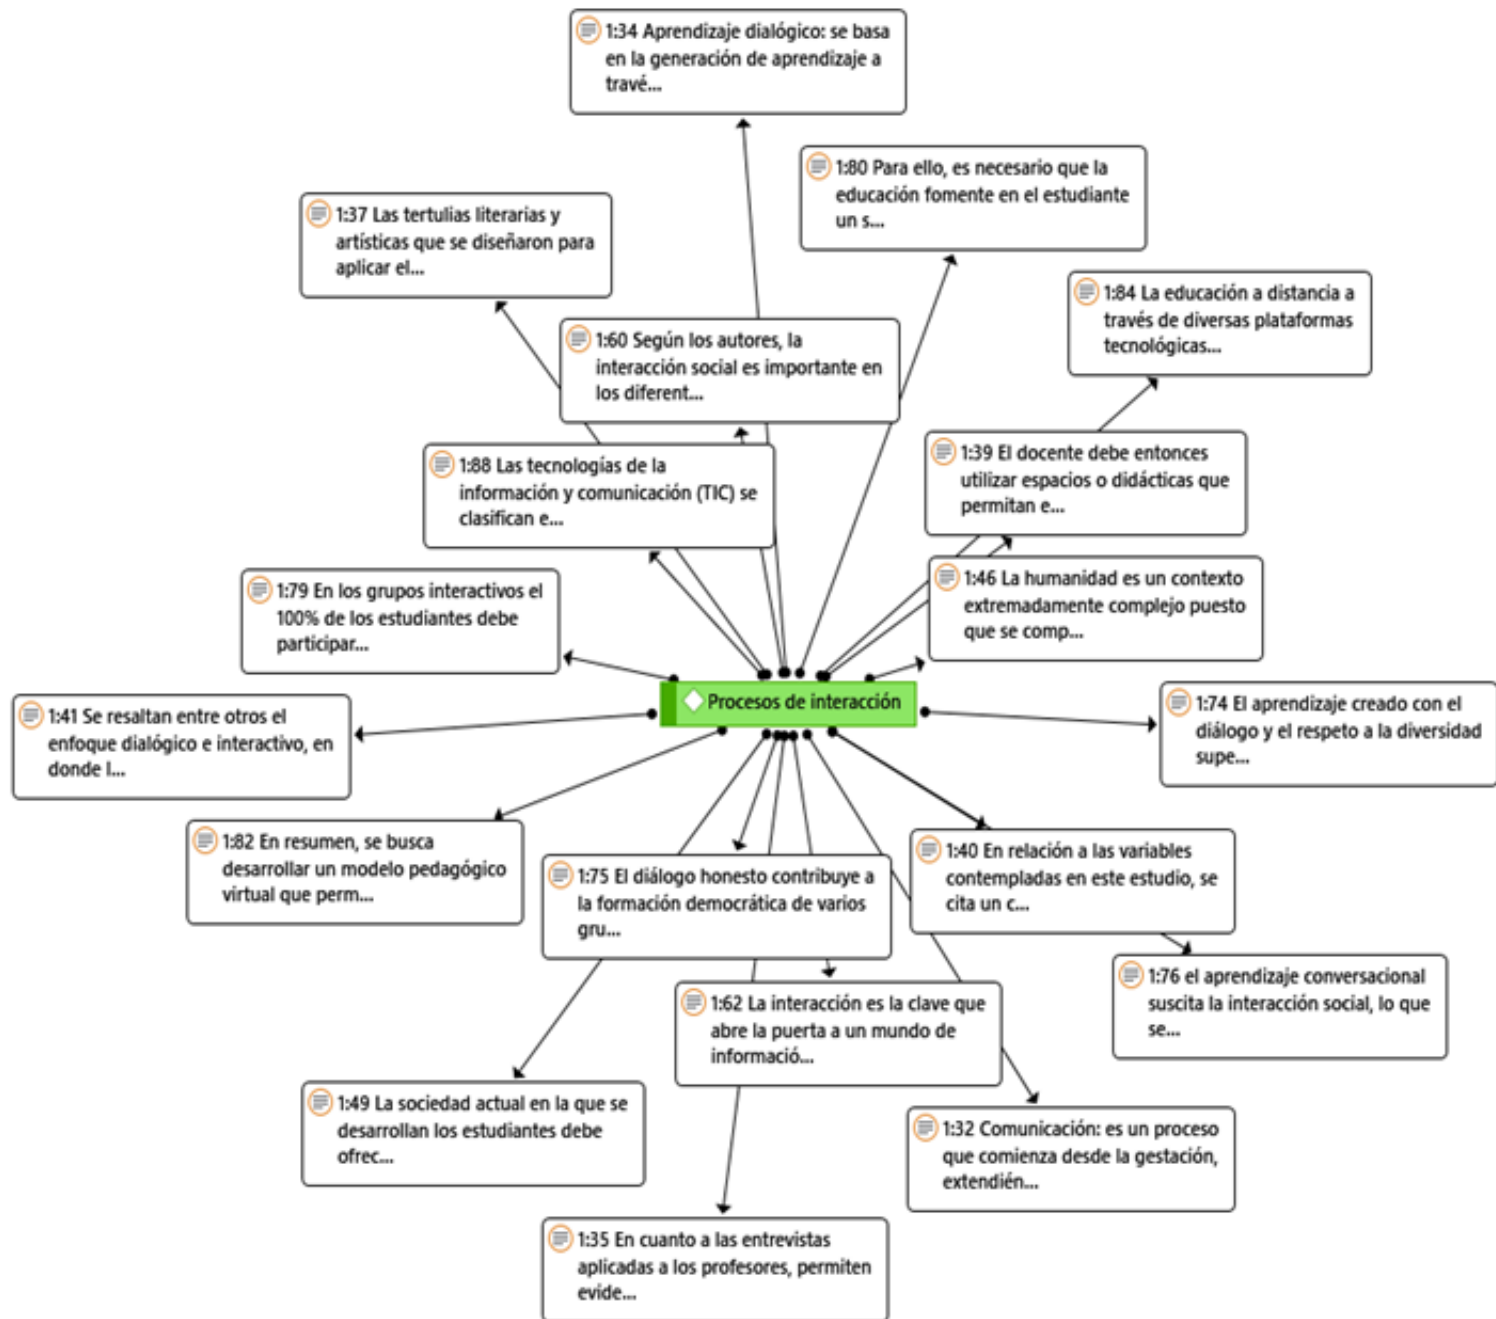 1:34 Aprendizaje dialógico: se basa
en la generación de aprendizaje a
travé...
1:80 Para ello, es necesario que la
educación fomente en el estudiante
un s...
1:37 Las tertulias literarias y
artísticas que se diseñaron para
aplicar el...
1:84 La educación a distancia a
través de diversas plataformas
tecnológicas...
1:60 Según los autores, la
interacción social es importante en
los diferent...
1:39 El docente debe entonces
utilizar espacios o didácticas que
permitan e...
1:88 Las tecnologías de la
información y comunicación (TIC) se
clasifican e...
1:46 La humanidad es un contexto
extremadamente complejo puesto
que se comp...
1:79 En los grupos interactivos el
100% de los estudiantes debe
participar...
Procesos de interacción
1:74 El aprendizaje creado con el
diálogo y el respeto a la diversidad
supe...
1:41 Se resaltan entre otros el
enfoque dialógico e interactivo, en
donde l...
1:82 En resumen, se busca
desarrollar un modelo pedagógico
virtual que perm...
1:40 En relación a las variables
contempladas en este estudio, se
cita un c...
1:75 El diálogo honesto contribuye a
la formación democrática de varios
gru...
1:76 el aprendizaje conversacional
suscita la interacción social, lo que
se...
1:62 La interacción es la clave que
abre la puerta a un mundo de
informació...
1:49 La sociedad actual en la que se
desarrollan los estudiantes debe
ofrec...
1:32 Comunicación: es un proceso
que comienza desde la gestación,
extendién...
1:35 En cuanto a las entrevistas
aplicadas a los profesores, permiten
evide...